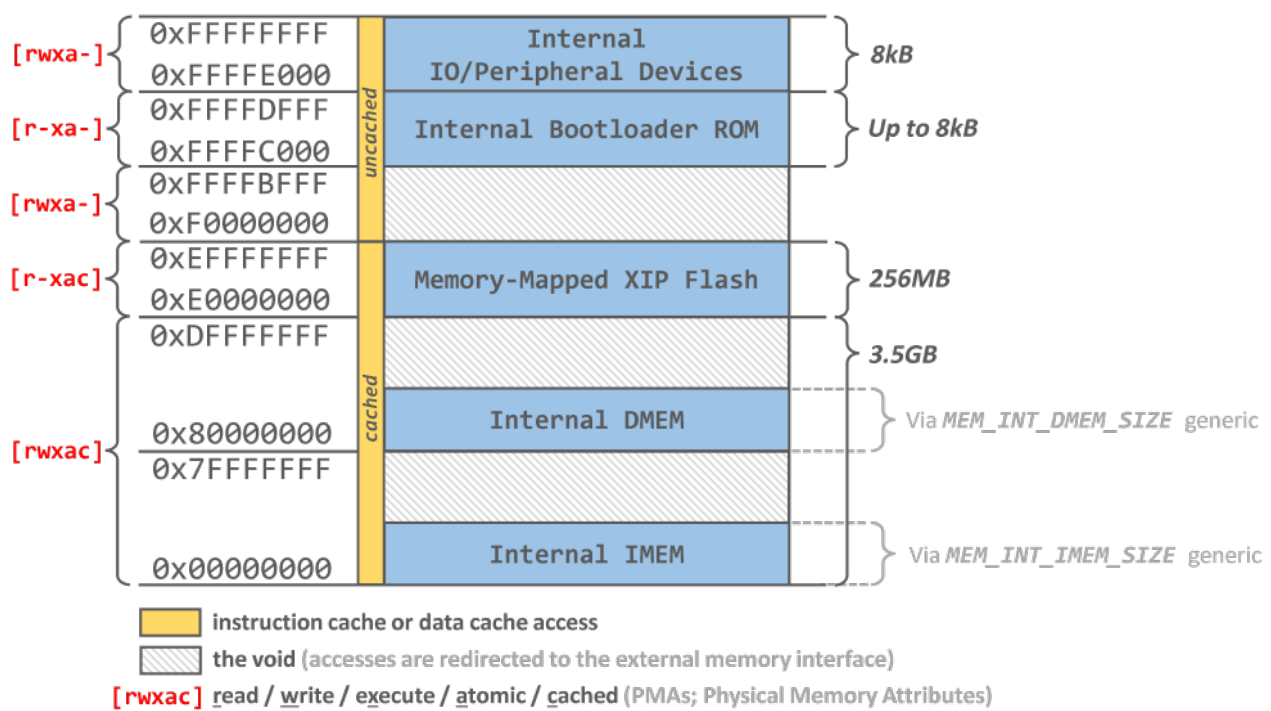 [rwxa-]
0xFFFFFFFF
0xFFFFE000
Internal
IO/Peripheral Devices
8kB
[r-xa-]
0xFFFFDFFF
0xFFFFC000
Internal Bootloader ROM
Up to 8kB
uncached
[rwxa-]
0xFFFFBFFF
0xF0000000
[r-xac]
0xEFFFFFFF
0xE0000000
Memory-Mapped XIP Flash
256MB
[rwxac]
0xDFFFFFFF
3.5GB
cached
0x80000000
Internal DMEM
Via MEM_INT_DMEM_SIZE generic
0x7FFFFFFF
0x00000000
Internal IMEM
Via MEM_INT_IMEM_SIZE generic
instruction cache or data cache access
the void (accesses are redirected to the external memory interface)
[rwxac] read / write / execute / atomic / cached (PMAs; Physical Memory Attributes)